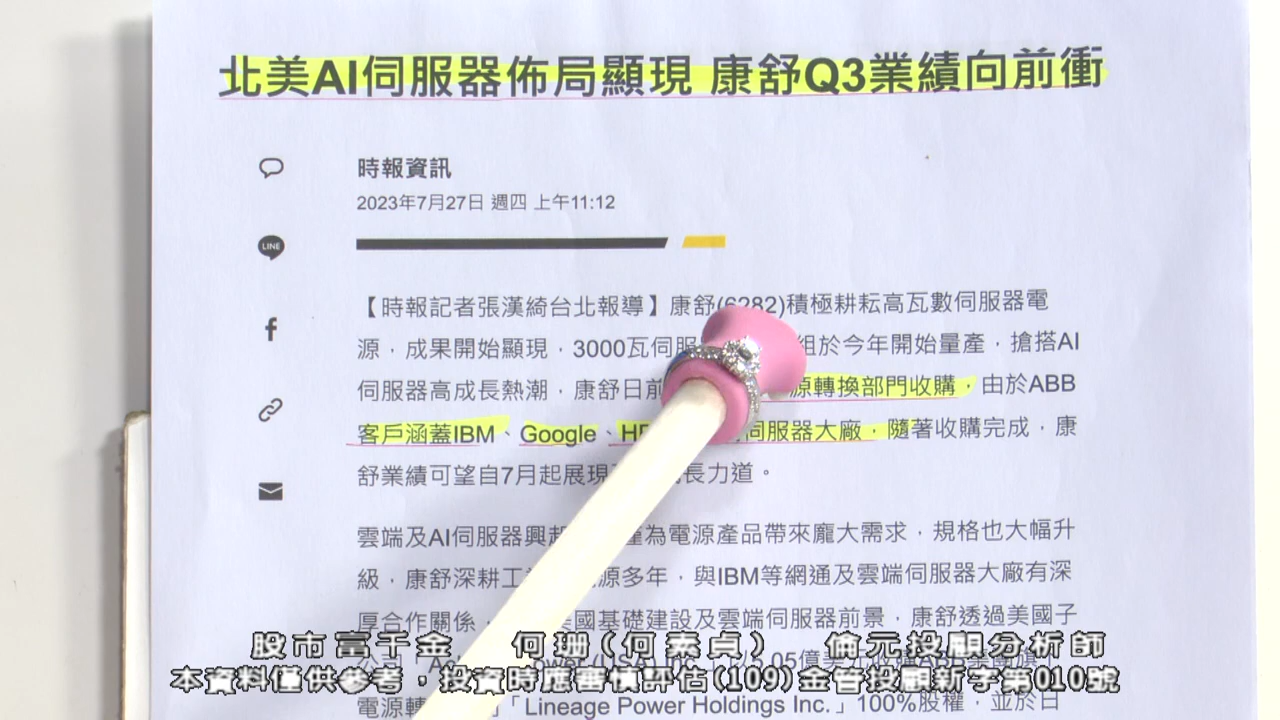 北美AI伺服器佈局顯現 康舒Q3業績向前衝
時報資訊
2023年7月27日 週四 上午11:12
LINE
【時報記者張漢綺台北報導】康舒(6282)積極耕耘高瓦數伺服器電
源，成果開始顯現，3000瓦伺服 組於今年開始量產，搶搭AI
伺服器高成長熱潮，康舒日前 源轉換部門收購，由於ABB
客戶涵蓋IBM、Google、 伺服器大廠，隨著收購完成，康
舒業績可望自7月起展現 長力道。
雲端及AI伺服器興起 為電源產品帶來龐大需求，規格也大幅升
級，康舒深耕工 源多年，與IBM等網通及雲端伺服器大廠有深
厚合作關係， 國基礎建設及雲端伺服器前景，康舒透過美國子
股市富千金 何珊(何素貞) 倫元投顧分析師
本資料僅供參考，投資時應審慎評估(109)金管投顧新字第010號
電源轉 「Lineage Power Holdings Inc.」100%股權，並於日